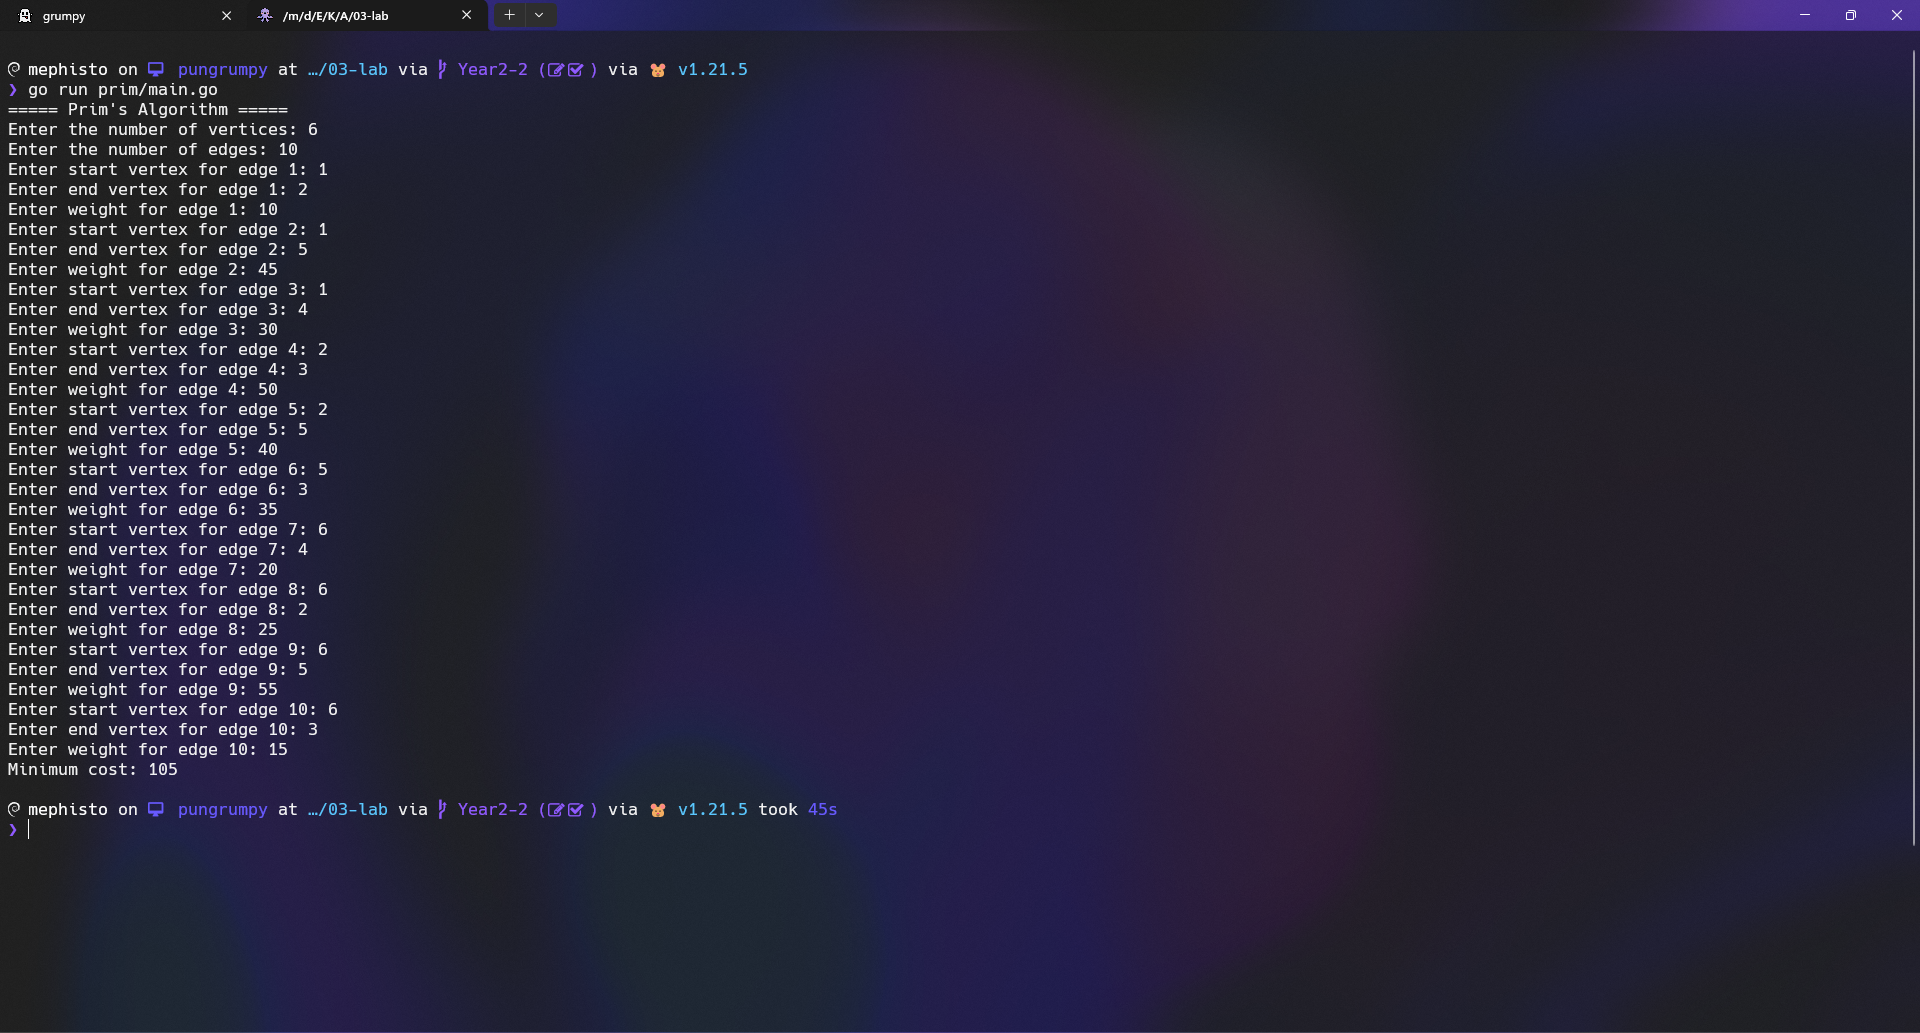 grumpy
/m/d/E/K/A/03-lab
mephisto on pungrumpy at …/03-lab via Year2-2 ( ) via v1.21.5
❯ go run prim/main.go
===== Prim's Algorithm =====
Enter the number of vertices: 6
Enter the number of edges: 10
Enter start vertex for edge 1: 1
Enter end vertex for edge 1: 2
Enter weight for edge 1: 10
Enter start vertex for edge 2: 1
Enter end vertex for edge 2: 5
Enter weight for edge 2: 45
Enter start vertex for edge 3: 1
Enter end vertex for edge 3: 4
Enter weight for edge 3: 30
Enter start vertex for edge 4: 2
Enter end vertex for edge 4: 3
Enter weight for edge 4: 50
Enter start vertex for edge 5: 2
Enter end vertex for edge 5: 5
Enter weight for edge 5: 40
Enter start vertex for edge 6: 5
Enter end vertex for edge 6: 3
Enter weight for edge 6: 35
Enter start vertex for edge 7: 6
Enter end vertex for edge 7: 4
Enter weight for edge 7: 20
Enter start vertex for edge 8: 6
Enter end vertex for edge 8: 2
Enter weight for edge 8: 25
Enter start vertex for edge 9: 6
Enter end vertex for edge 9: 5
Enter weight for edge 9: 55
Enter start vertex for edge 10: 6
Enter end vertex for edge 10: 3
Enter weight for edge 10: 15
Minimum cost: 105
mephisto on pungrumpy at …/03-lab via Year2-2 ( ) via v1.21.5 took 45s
❯